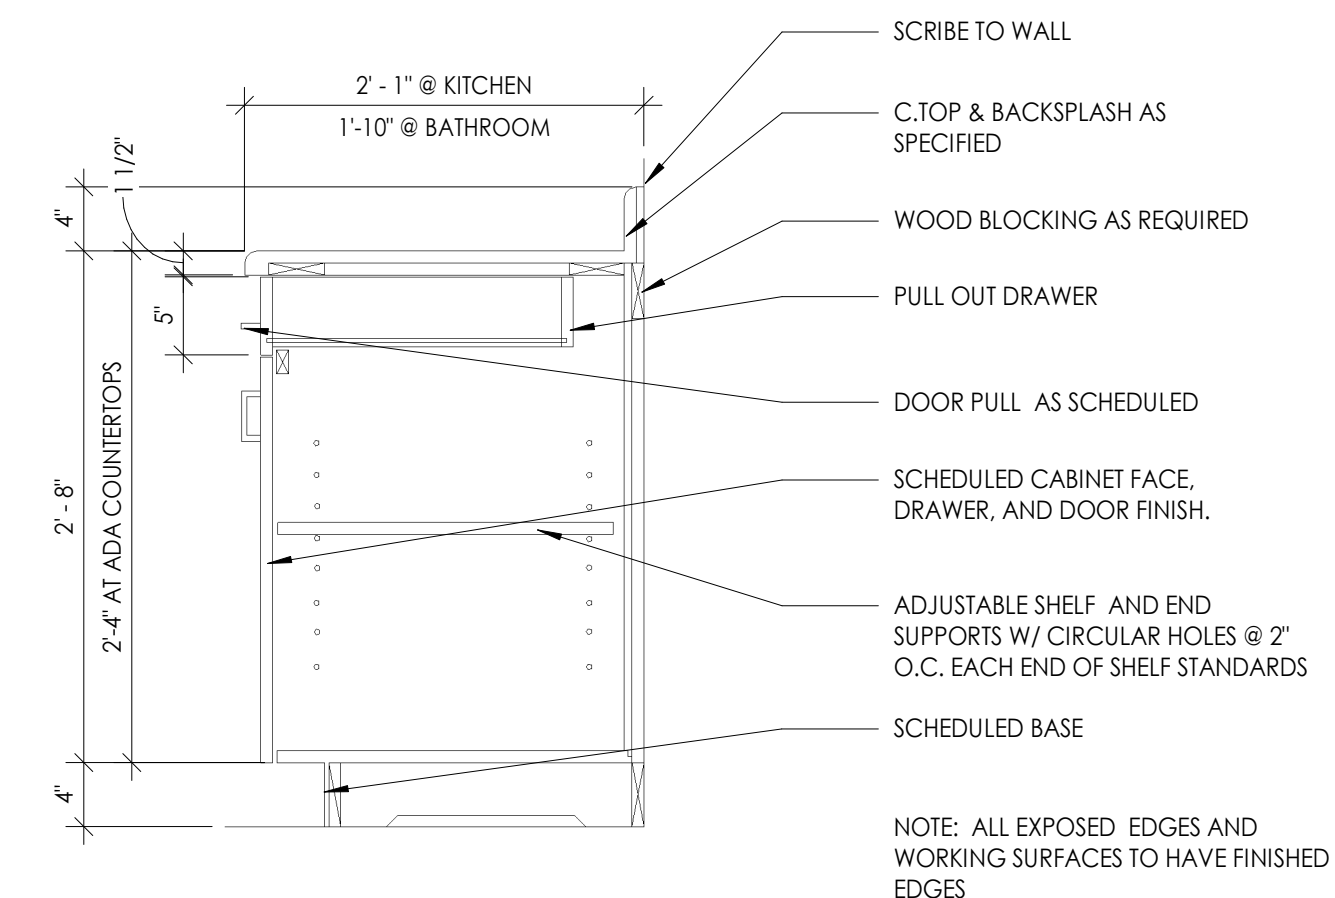 SCRIBE TO WALL
2' - 1" @ KITCHEN
1'-10" @ BATHROOM
C.TOP & BACKSPLASH AS
SPECIFIED
1 1/2"
4"
WOOD BLOCKING AS REQUIRED
PULL OUT DRAWER
5"
DOOR PULL  AS SCHEDULED
2' - 8"
2'-4" AT ADA COUNTERTOPS
SCHEDULED CABINET FACE,
DRAWER, AND DOOR FINISH.
ADJUSTABLE SHELF  AND END
SUPPORTS W/ CIRCULAR HOLES @ 2"
O.C. EACH END OF SHELF STANDARDS
SCHEDULED BASE
4"
NOTE:  ALL EXPOSED  EDGES AND
WORKING SURFACES TO HAVE FINISHED
EDGES